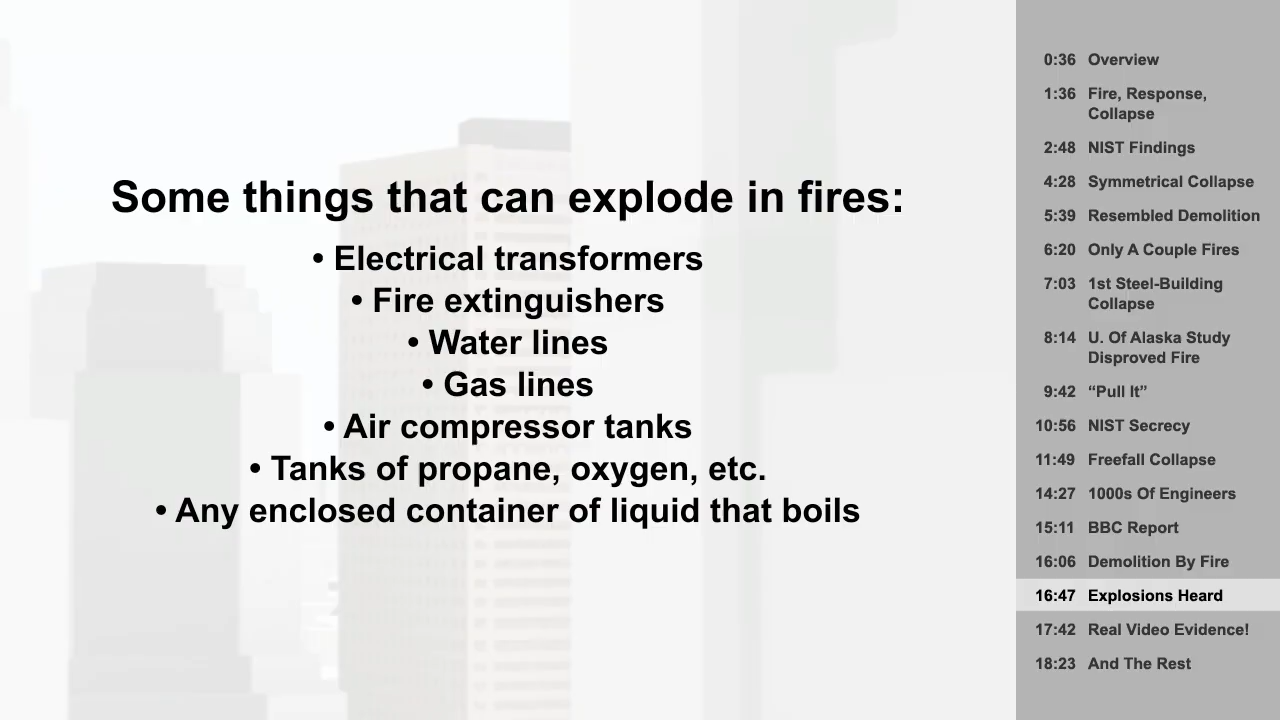 Some things that can explode in fires:
• Electrical transformers
• Fire extinguishers
• Water lines
• Gas lines
• Air compressor tanks
• Tanks of propane, oxygen, etc.
• Any enclosed container of liquid that boils
0:36 Overview
1:36 Fire, Response,
Collapse
2:48 NIST Findings
4:28 Symmetrical Collapse
5:39 Resembled Demolition
6:20 Only A Couple Fires
7:03 1st Steel-Building
Collapse
8:14 U. Of Alaska Study
Disproved Fire
9:42 “Pull It”
10:56 NIST Secrecy
11:49 Freefall Collapse
14:27 1000s Of Engineers
15:11 BBC Report
16:06 Demolition By Fire
16:47 Explosions Heard
17:42 Real Video Evidence!
18:23 And The Rest